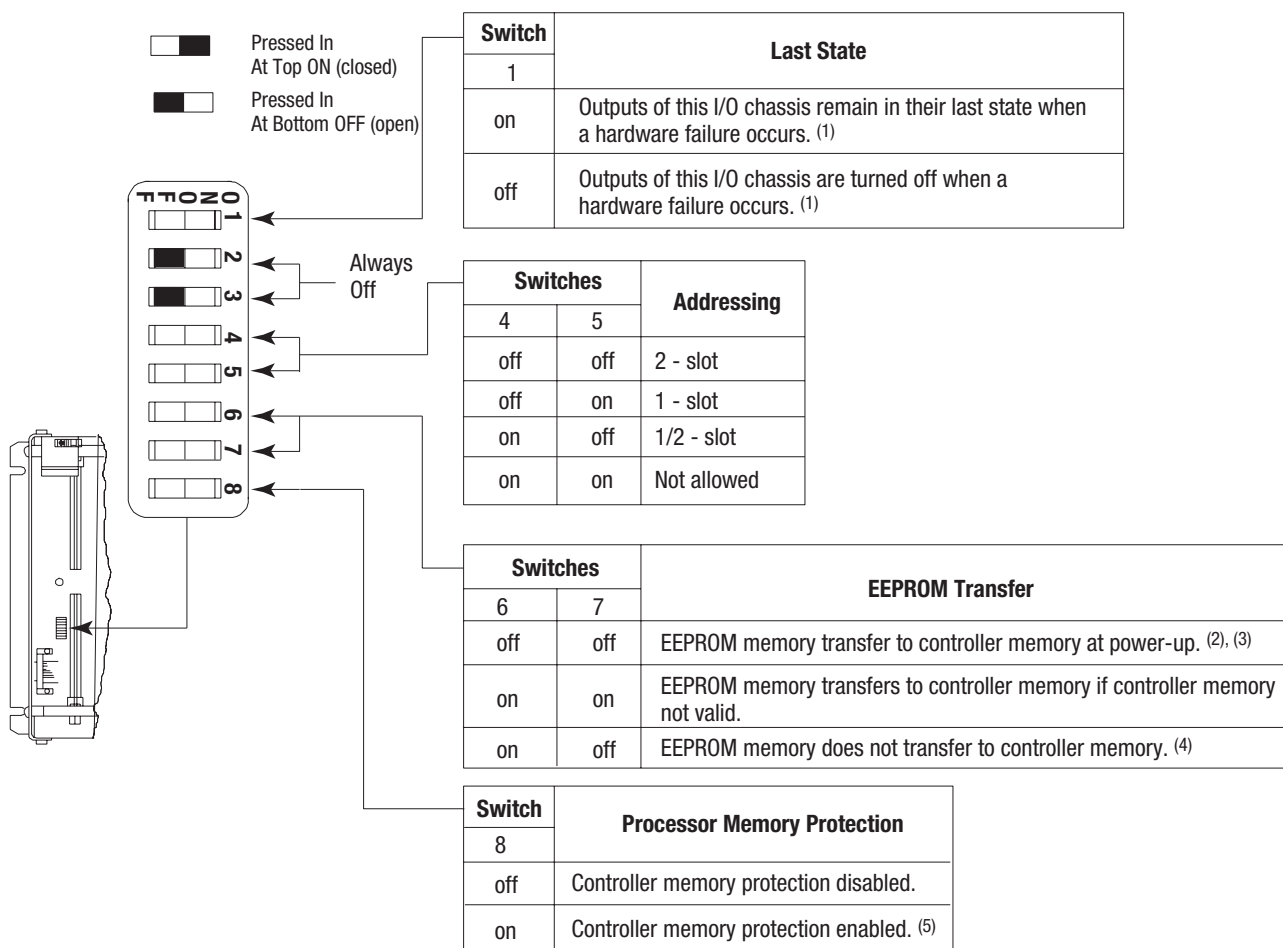 Pressed In
At Top ON (closed)
Pressed In
At Bottom OFF (open)
Switch
Last State
1
on
Outputs of this I/O chassis remain in their last state when
a hardware failure occurs. (1)
off
Outputs of this I/O chassis are turned off when a
hardware failure occurs. (1)
O N O F F
1
2
3
4
5
6
7
8
Always
Off
Switches
Addressing
4 5
off off 2 - slot
off on 1 - slot
on off 1/2 - slot
on on Not allowed
Switches
EEPROM Transfer
6 7
off off EEPROM memory transfer to controller memory at power-up. (2), (3)
on on EEPROM memory transfers to controller memory if controller memory
not valid.
on off EEPROM memory does not transfer to controller memory. (4)
Switch
Processor Memory Protection
8
off Controller memory protection disabled.
on Controller memory protection enabled. (5)